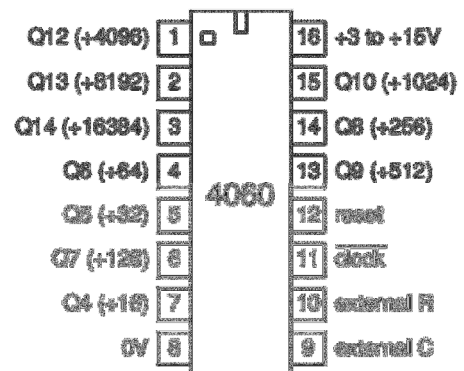 Q12 (÷4096) 1 16 +3 to +15V
Q13 (÷8192) 2 15 Q10 (÷1024)
Q14 (÷16384) 3 14 Q8 (÷256)
Q6 (÷64) 4 13 Q9 (÷512)
4060
Q5 (÷32) 5 12 reset
Q7 (÷128) 6 11 clock
Q4 (÷16) 7 10 external R
0V 8 9 external C